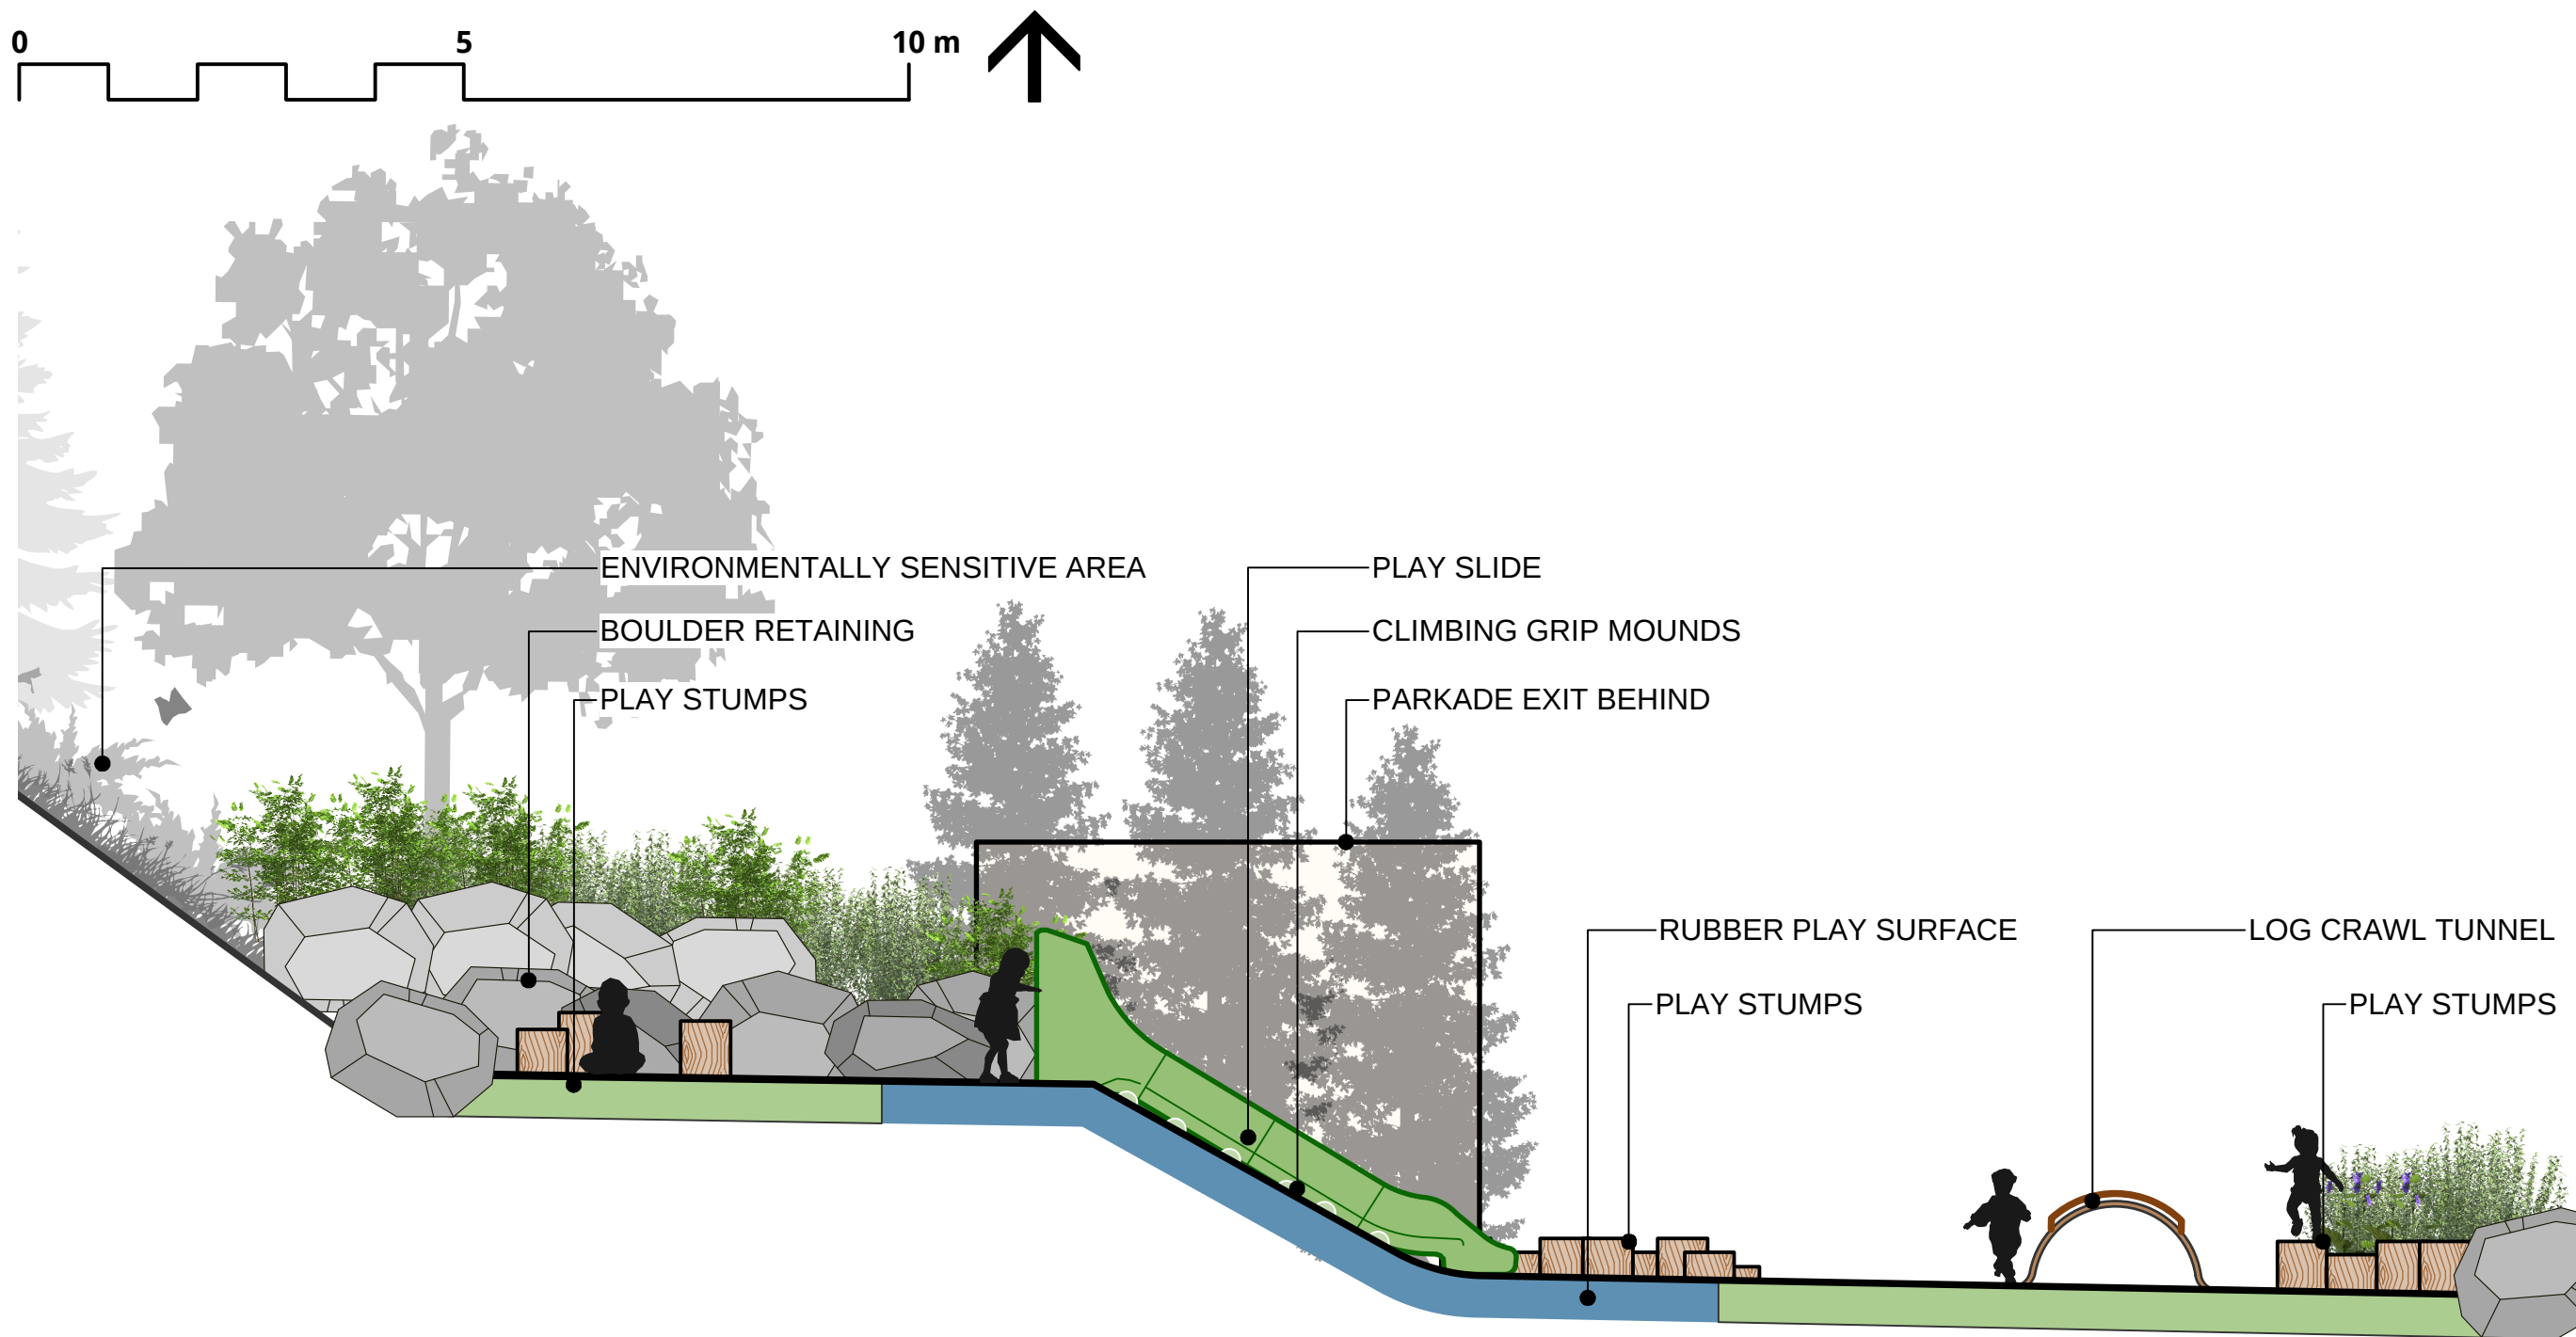 0 5 10 m
ENVIRONMENTALLY SENSITIVE AREA
BOULDER RETAINING
PLAY STUMPS
PLAY SLIDE
CLIMBING GRIP MOUNDS
PARKADE EXIT BEHIND
RUBBER PLAY SURFACE
PLAY STUMPS
LOG CRAWL TUNNEL
PLAY STUMPS